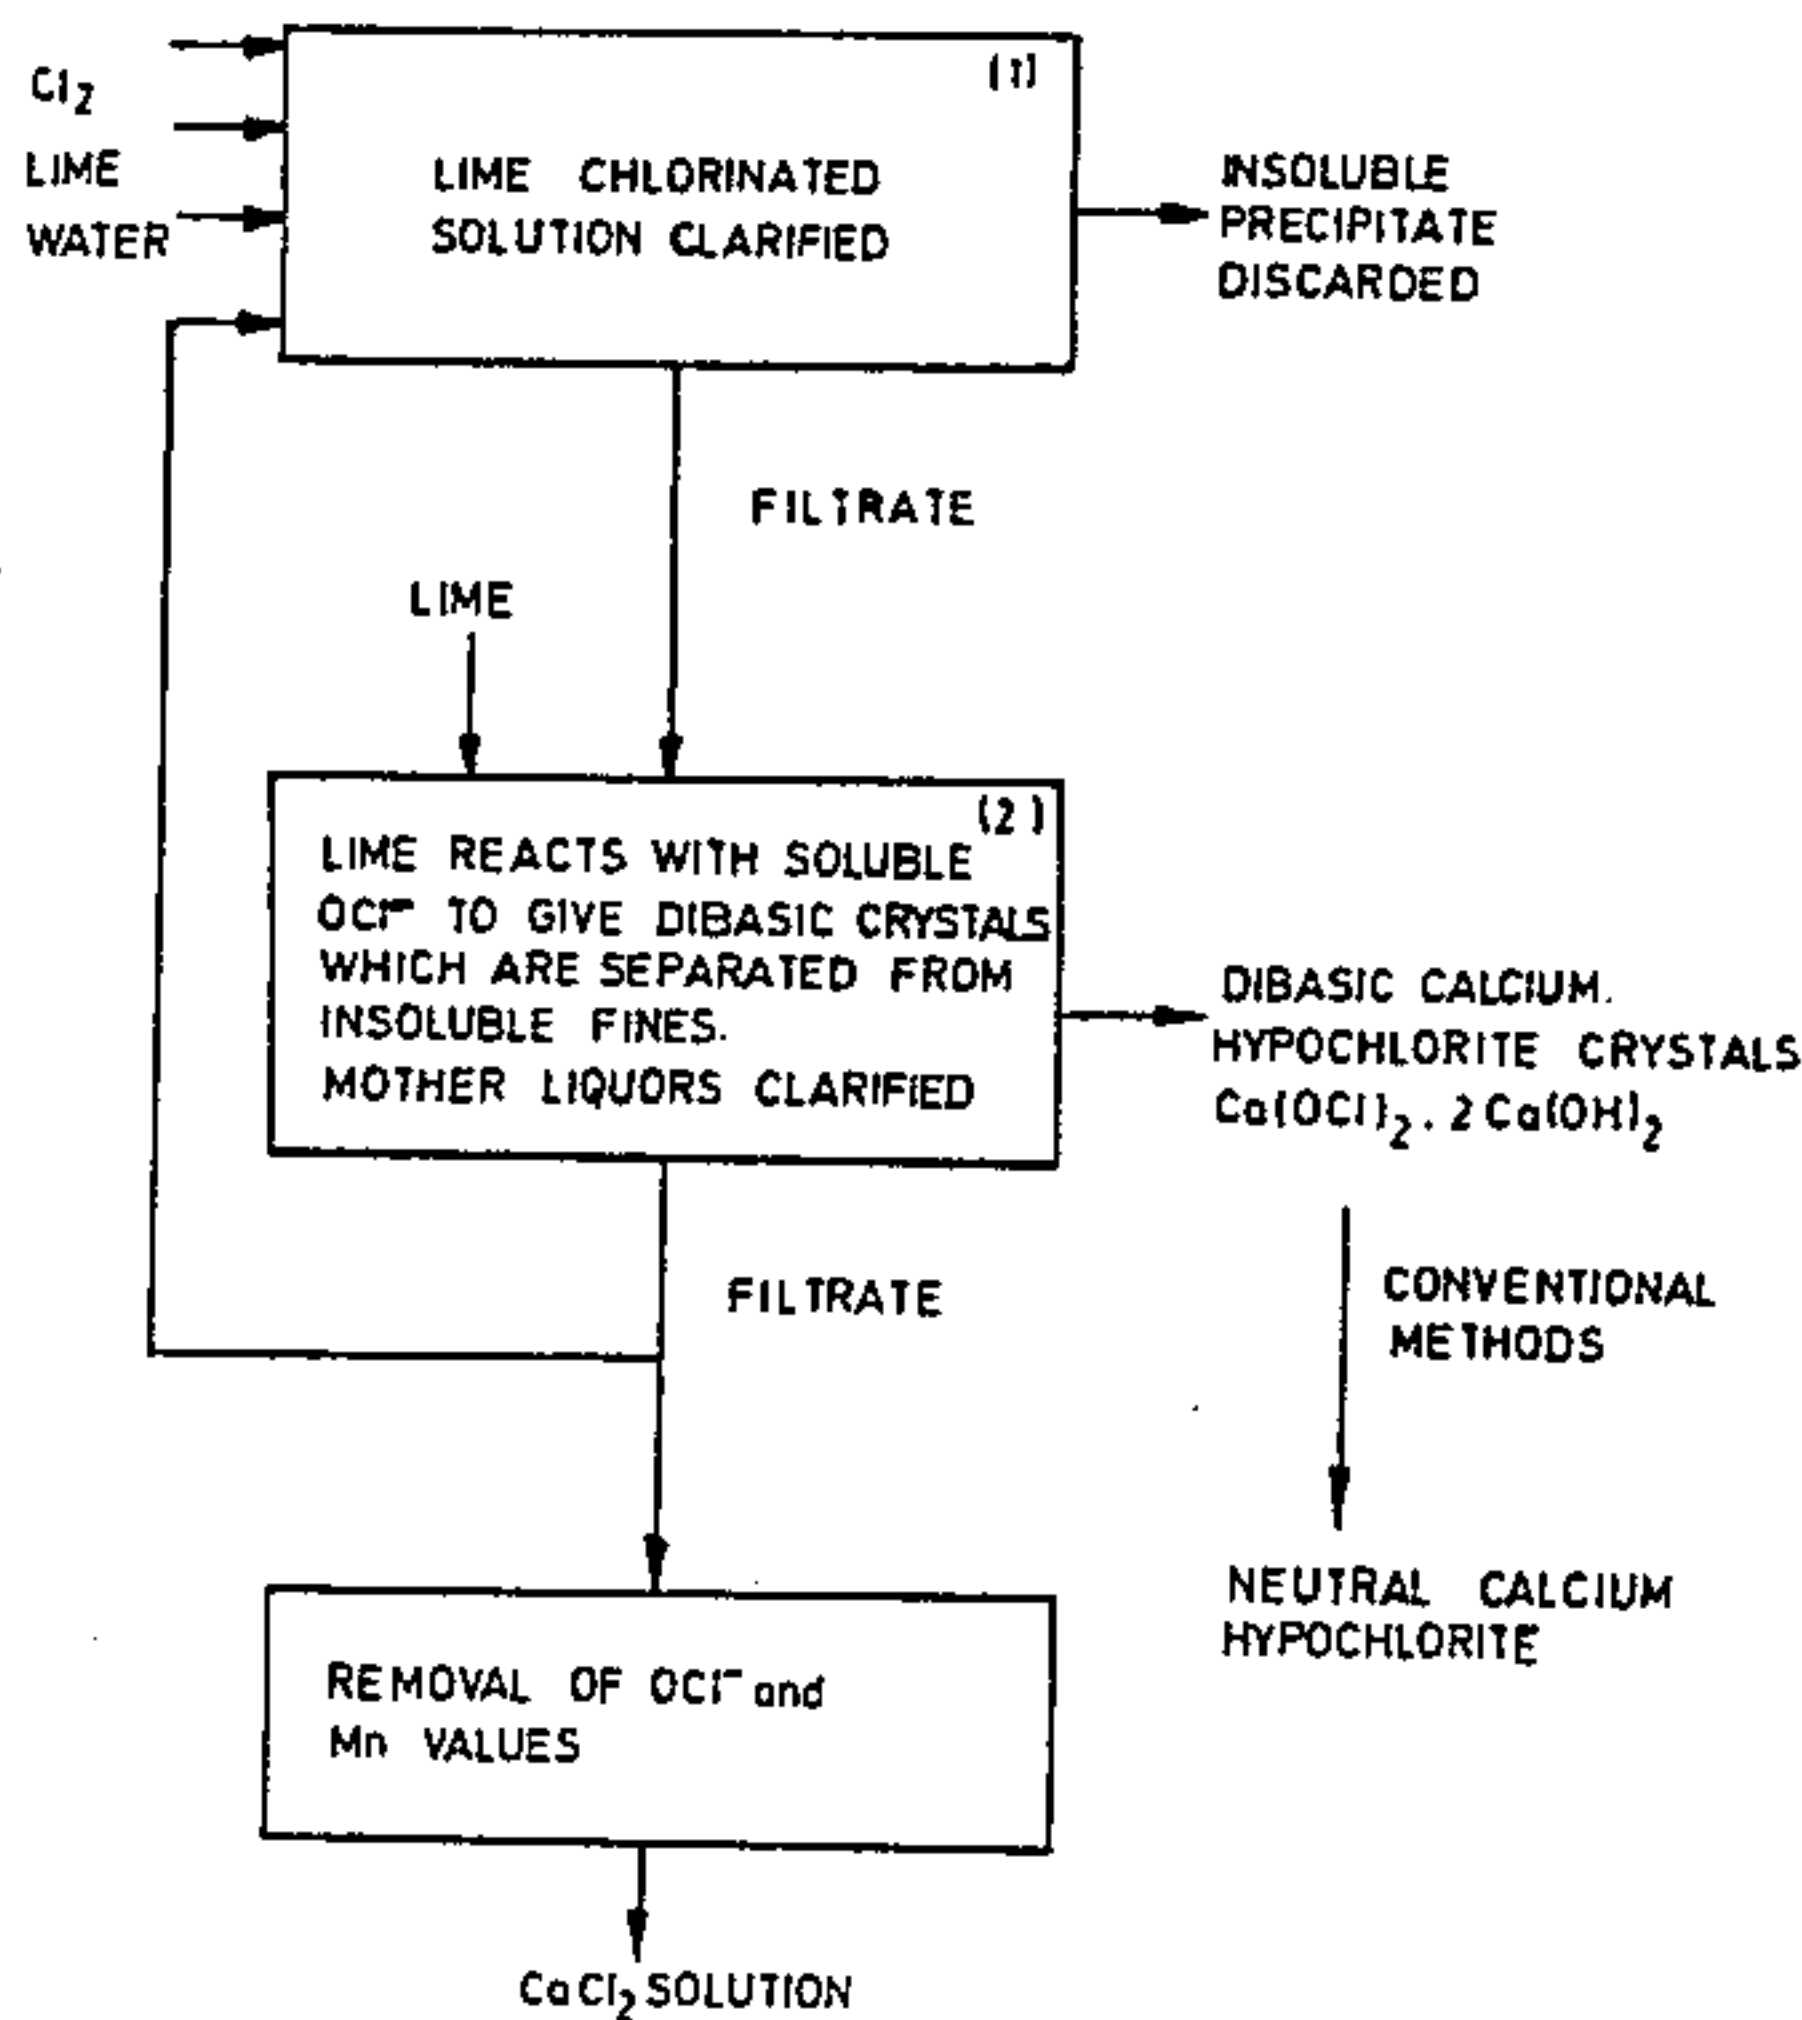 Cl₂
LIME
WATER
(1)
LIME CHLORINATED
SOLUTION CLARIFIED
INSOLUBLE
PRECIPITATE
DISCARDED
FILTRATE
LIME
(2)
LIME REACTS WITH SOLUBLE
OCl⁻ TO GIVE DIBASIC CRYSTALS
WHICH ARE SEPARATED FROM
INSOLUBLE FINES.
MOTHER LIQUORS CLARIFIED
DIBASIC CALCIUM.
HYPOCHLORITE CRYSTALS
Ca(OCl)₂. 2Ca(OH)₂
FILTRATE
CONVENTIONAL
METHODS
NEUTRAL CALCIUM
HYPOCHLORITE
REMOVAL OF OCl⁻ and
Mn VALUES
CaCl₂ SOLUTION